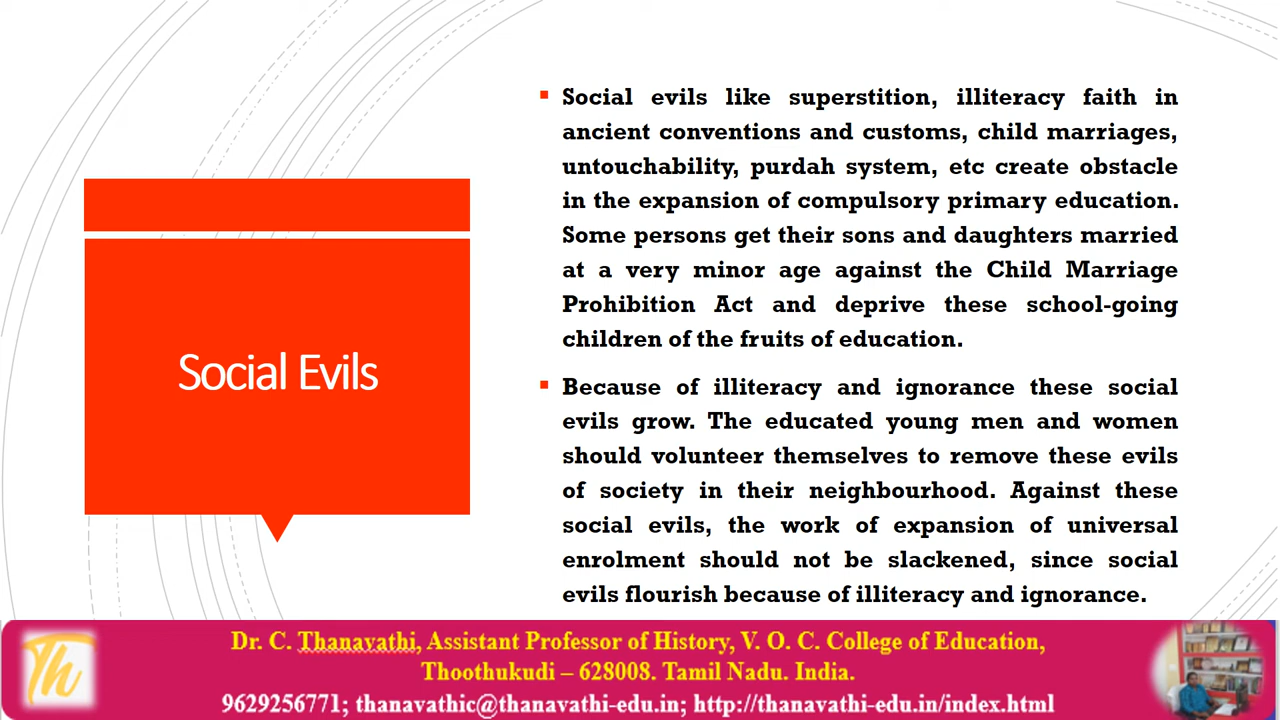 Social Evils
Social evils like superstition, illiteracy faith in
ancient conventions and customs, child marriages,
untouchability, purdah system, etc create obstacle
in the expansion of compulsory primary education.
Some persons get their sons and daughters married
at a very minor age against the Child Marriage
Prohibition Act and deprive these school-going
children of the fruits of education.
Because of illiteracy and ignorance these social
evils grow. The educated young men and women
should volunteer themselves to remove these evils
of society in their neighbourhood. Against these
social evils, the work of expansion of universal
enrolment should not be slackened, since social
evils flourish because of illiteracy and ignorance.
Th
Dr. C. Thanavathi, Assistant Professor of History, V. O. C. College of Education,
Thoothukudi – 628008. Tamil Nadu. India.
9629256771; thanavathic@thanavathi-edu.in; http://thanavathi-edu.in/index.html